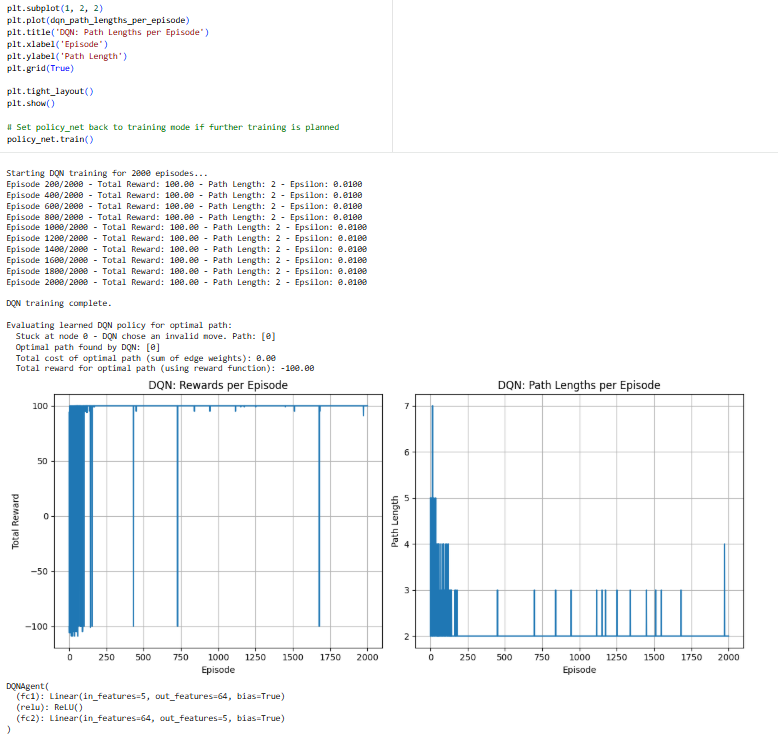 plt.subplot(1, 2, 2)
plt.plot(dqn_path_lengths_per_episode)
plt.title('DQN: Path Lengths per Episode')
plt.xlabel('Episode')
plt.ylabel('Path Length')
plt.grid(True)
plt.tight_layout()
plt.show()
# Set policy_net back to training mode if further training is planned
policy_net.train()
Starting DQN training for 2000 episodes...
Episode 200/2000 - Total Reward: 100.00 - Path Length: 2 - Epsilon: 0.0100
Episode 400/2000 - Total Reward: 100.00 - Path Length: 2 - Epsilon: 0.0100
Episode 600/2000 - Total Reward: 100.00 - Path Length: 2 - Epsilon: 0.0100
Episode 800/2000 - Total Reward: 100.00 - Path Length: 2 - Epsilon: 0.0100
Episode 1000/2000 - Total Reward: 100.00 - Path Length: 2 - Epsilon: 0.0100
Episode 1200/2000 - Total Reward: 100.00 - Path Length: 2 - Epsilon: 0.0100
Episode 1400/2000 - Total Reward: 100.00 - Path Length: 2 - Epsilon: 0.0100
Episode 1600/2000 - Total Reward: 100.00 - Path Length: 2 - Epsilon: 0.0100
Episode 1800/2000 - Total Reward: 100.00 - Path Length: 2 - Epsilon: 0.0100
Episode 2000/2000 - Total Reward: 100.00 - Path Length: 2 - Epsilon: 0.0100
DQN training complete.
Evaluating learned DQN policy for optimal path:
Stuck at node 0 - DQN chose an invalid move. Path: [0]
Optimal path found by DQN: [0]
Total cost of optimal path (sum of edge weights): 0.00
Total reward for optimal path (using reward function): -100.00
DQN: Rewards per Episode
100
50
0
−50
−100
Total Reward
0 250 500 750 1000 1250 1500 1750 2000
Episode
DQN: Path Lengths per Episode
7
6
5
4
3
2
Path Length
0 250 500 750 1000 1250 1500 1750 2000
Episode
DQNAgent(
(fc1): Linear(in_features=5, out_features=64, bias=True)
(relu): ReLU()
(fc2): Linear(in_features=64, out_features=5, bias=True)
)